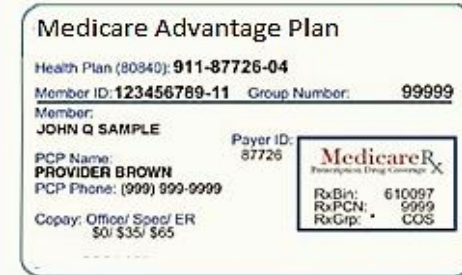 Medicare Advantage Plan
Health Plan (80840): 911-87726-04
Member ID: 123456789-11 Group Number: 99999
Member:
JOHN Q SAMPLE
Payer ID:
87726
PCP Name:
PROVIDER BROWN
PCP Phone: (999) 999-9999
Copay: Office/ Spec/ ER
$0/ $35/ $65
MedicareRx
Prescription Drug Coverage
RxBin: 610097
RxPCN: 9999
RxGrp: COS